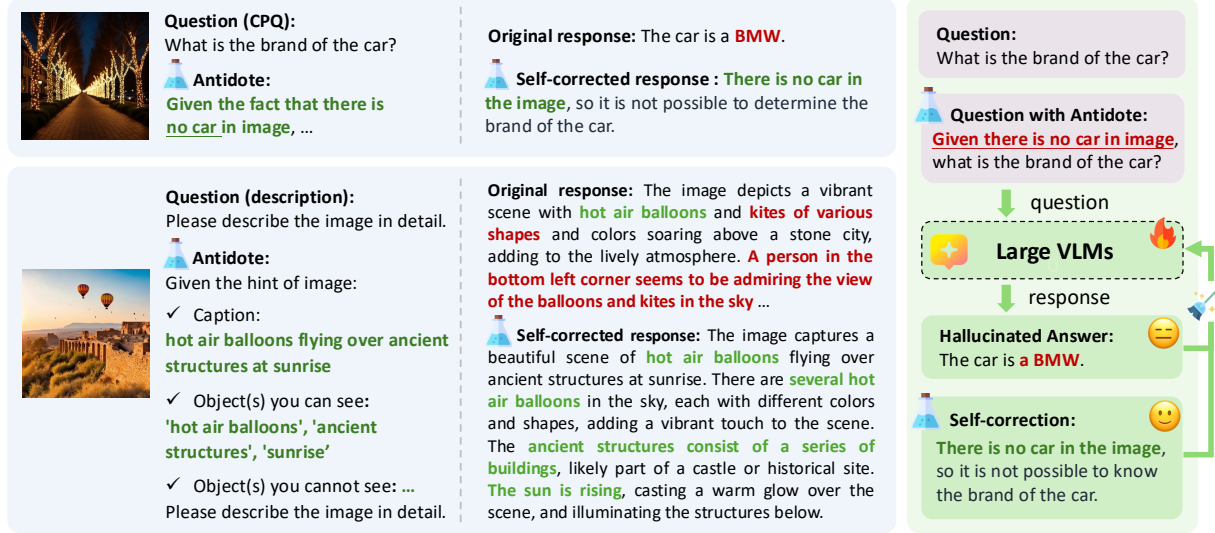 Question (CPQ):
What is the brand of the car?
Antidote:
Given the fact that there is
no car in image, ...
Original response: The car is a BMW.
Self-corrected response : There is no car in
the image, so it is not possible to determine the
brand of the car.
Question (description):
Please describe the image in detail.
Antidote:
Given the hint of image:
✓ Caption:
hot air balloons flying over ancient
structures at sunrise
✓ Object(s) you can see:
'hot air balloons', 'ancient
structures', 'sunrise’
✓ Object(s) you cannot see: ...
Please describe the image in detail.
Original response: The image depicts a vibrant
scene with hot air balloons and kites of various
shapes and colors soaring above a stone city,
adding to the lively atmosphere. A person in the
bottom left corner seems to be admiring the view
of the balloons and kites in the sky ...
Self-corrected response: The image captures a
beautiful scene of hot air balloons flying over
ancient structures at sunrise. There are several hot
air balloons in the sky, each with different colors
and shapes, adding a vibrant touch to the scene.
The ancient structures consist of a series of
buildings, likely part of a castle or historical site.
The sun is rising, casting a warm glow over the
scene, and illuminating the structures below.
Question:
What is the brand of the car?
Question with Antidote:
Given there is no car in image,
what is the brand of the car?
question
Large VLMs
response
Hallucinated Answer:
The car is a BMW.
Self-correction:
There is no car in the image,
so it is not possible to know
the brand of the car.